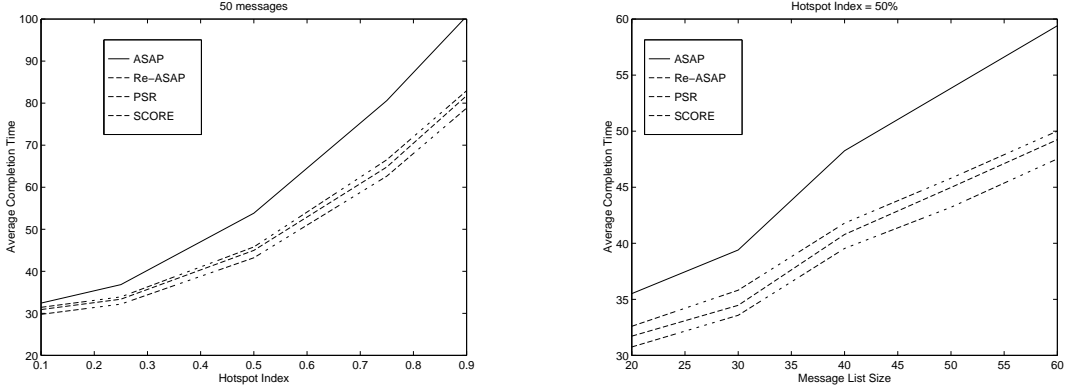 50 messages
100
90
80
70
60
50
40
30
20
Average Completion Time
ASAP
Re−ASAP
PSR
SCORE
0.1 0.2 0.3 0.4 0.5 0.6 0.7 0.8 0.9
Hotspot Index
Hotspot Index = 50%
60
55
50
45
40
35
30
Average Completion Time
ASAP
Re−ASAP
PSR
SCORE
20 25 30 35 40 45 50 55 60
Message List Size